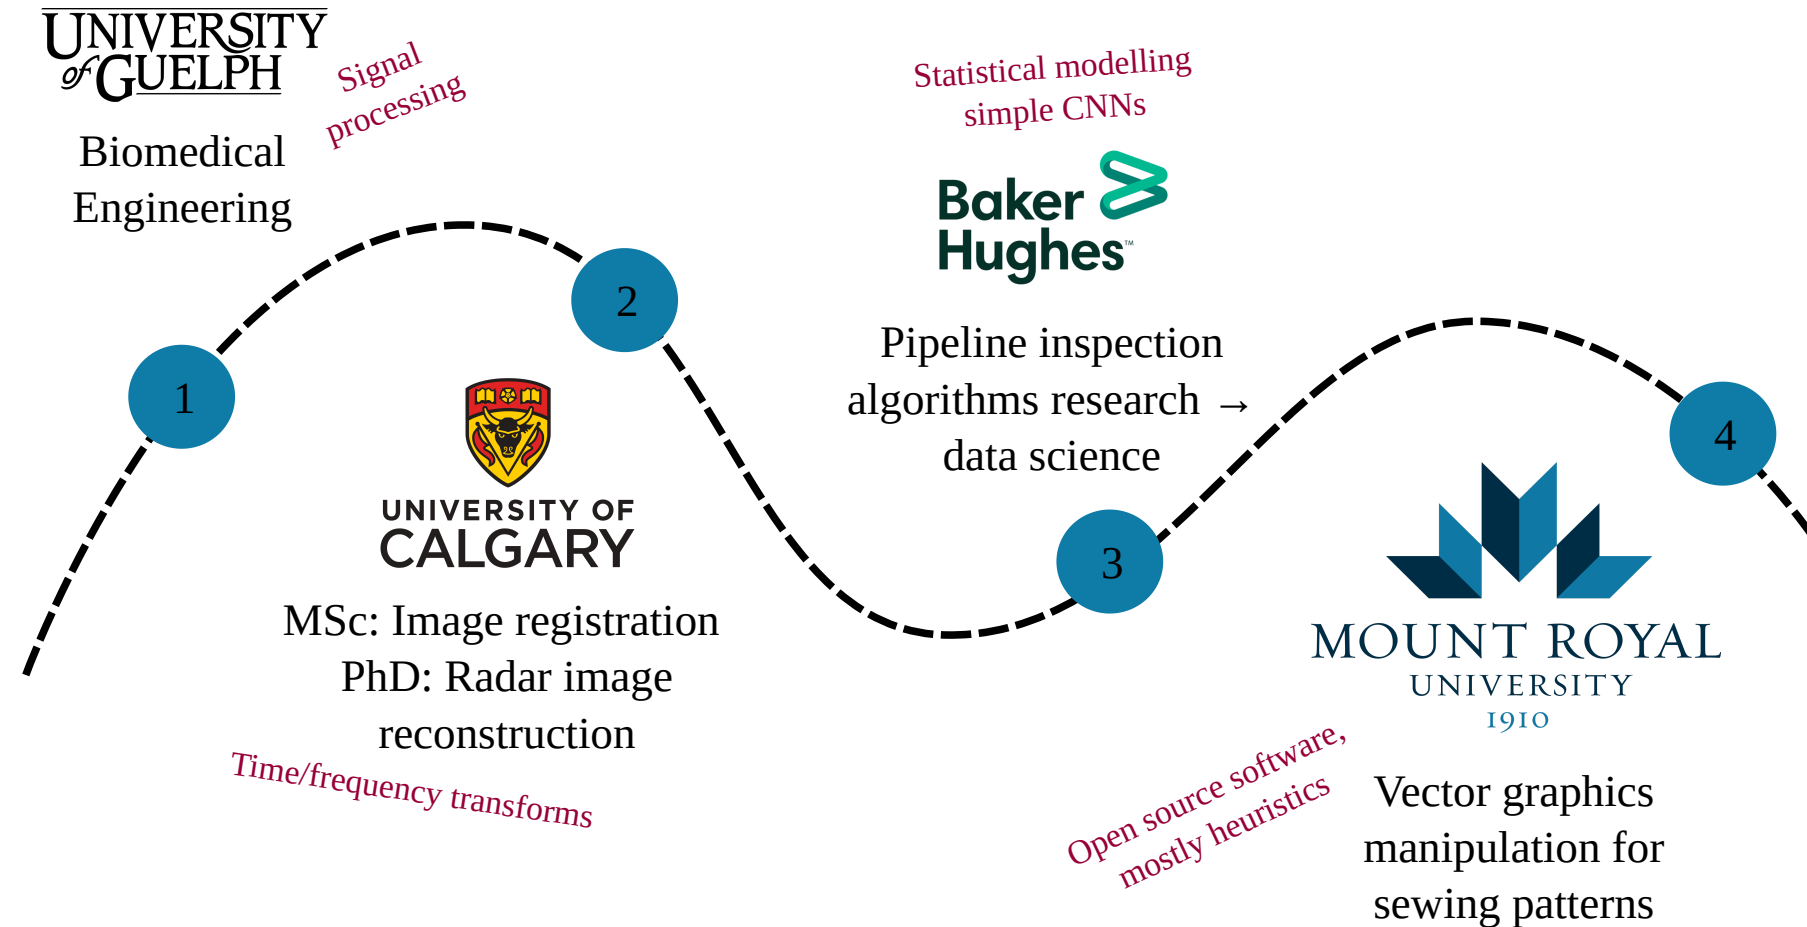 UNIVERSITY
of GUELPH
Signal
processing
Biomedical
Engineering
1
2
UNIVERSITY OF
CALGARY
MSc: Image registration
PhD: Radar image
reconstruction
Time/frequency transforms
Statistical modelling
simple CNNs
Baker
Hughes™
Pipeline inspection
algorithms research →
data science
3
4
MOUNT ROYAL
UNIVERSITY
1910
Open source software,
mostly heuristics
Vector graphics
manipulation for
sewing patterns